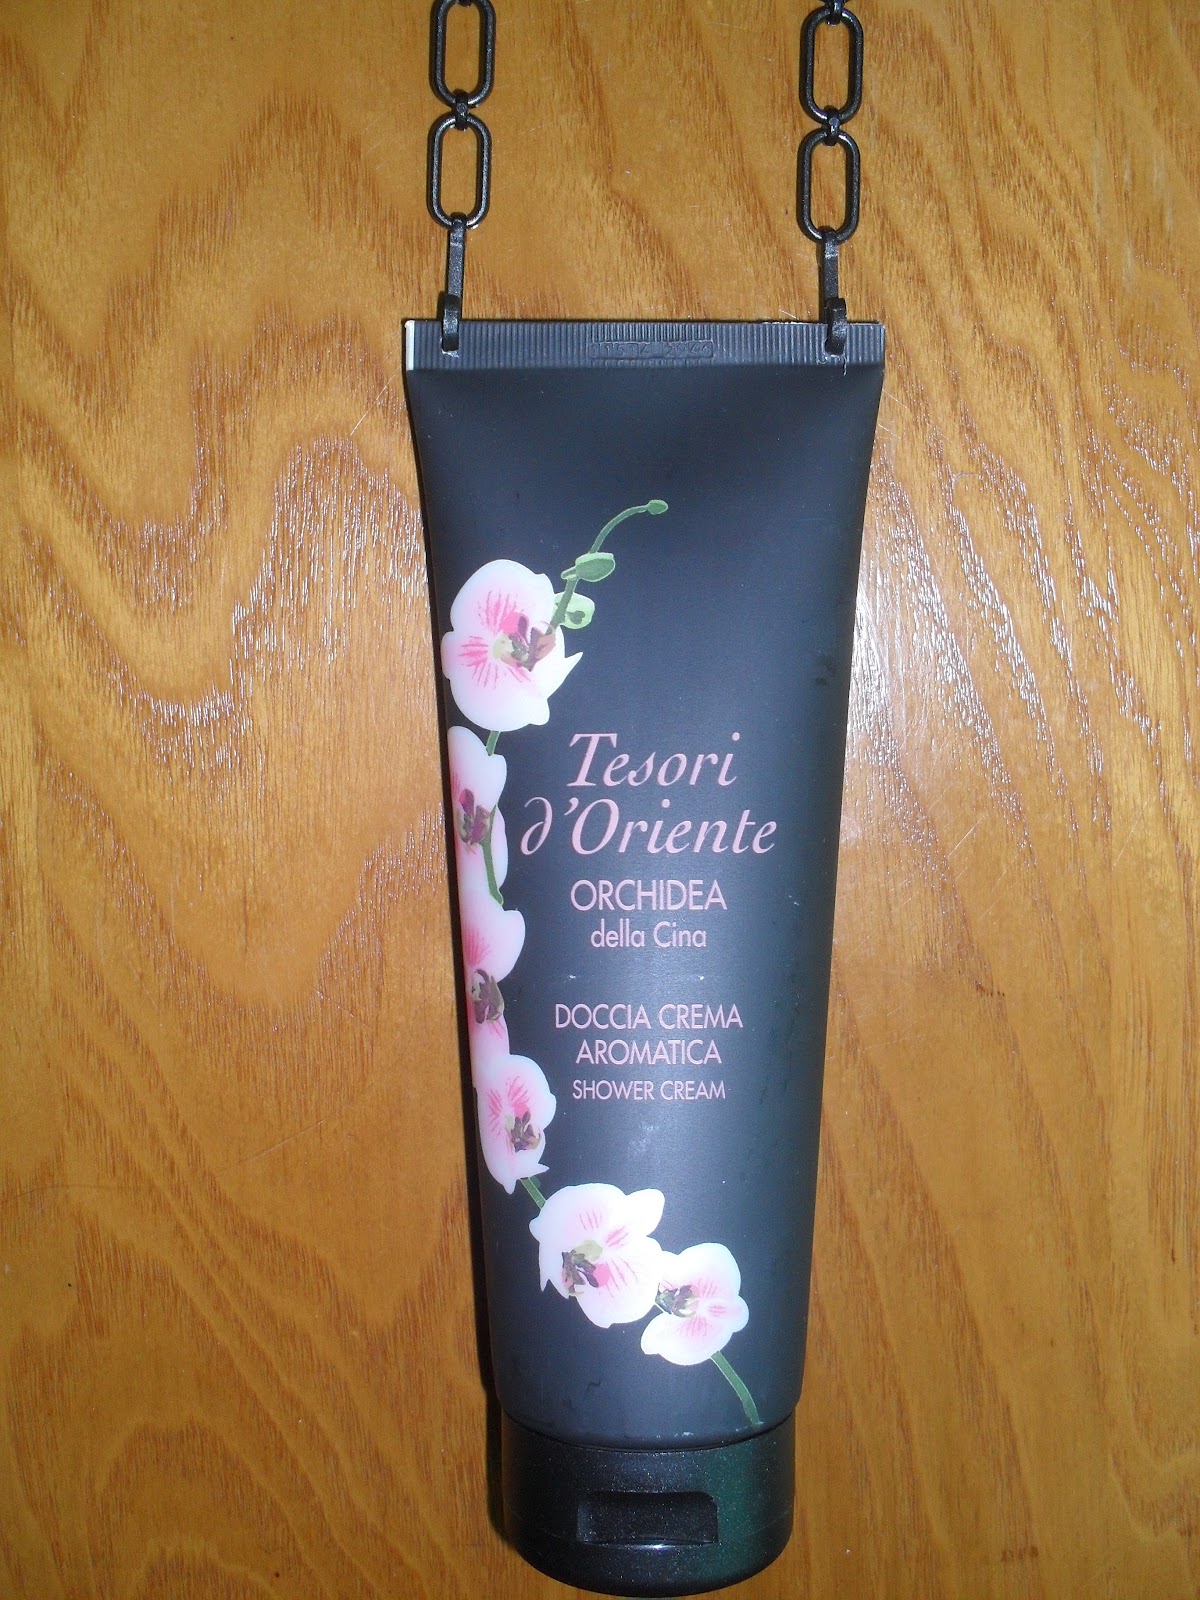 Tesori
d'Oriente
ORCHIDEA
della Cina
DOCCIA CREMA
AROMATICA
SHOWER CREAM